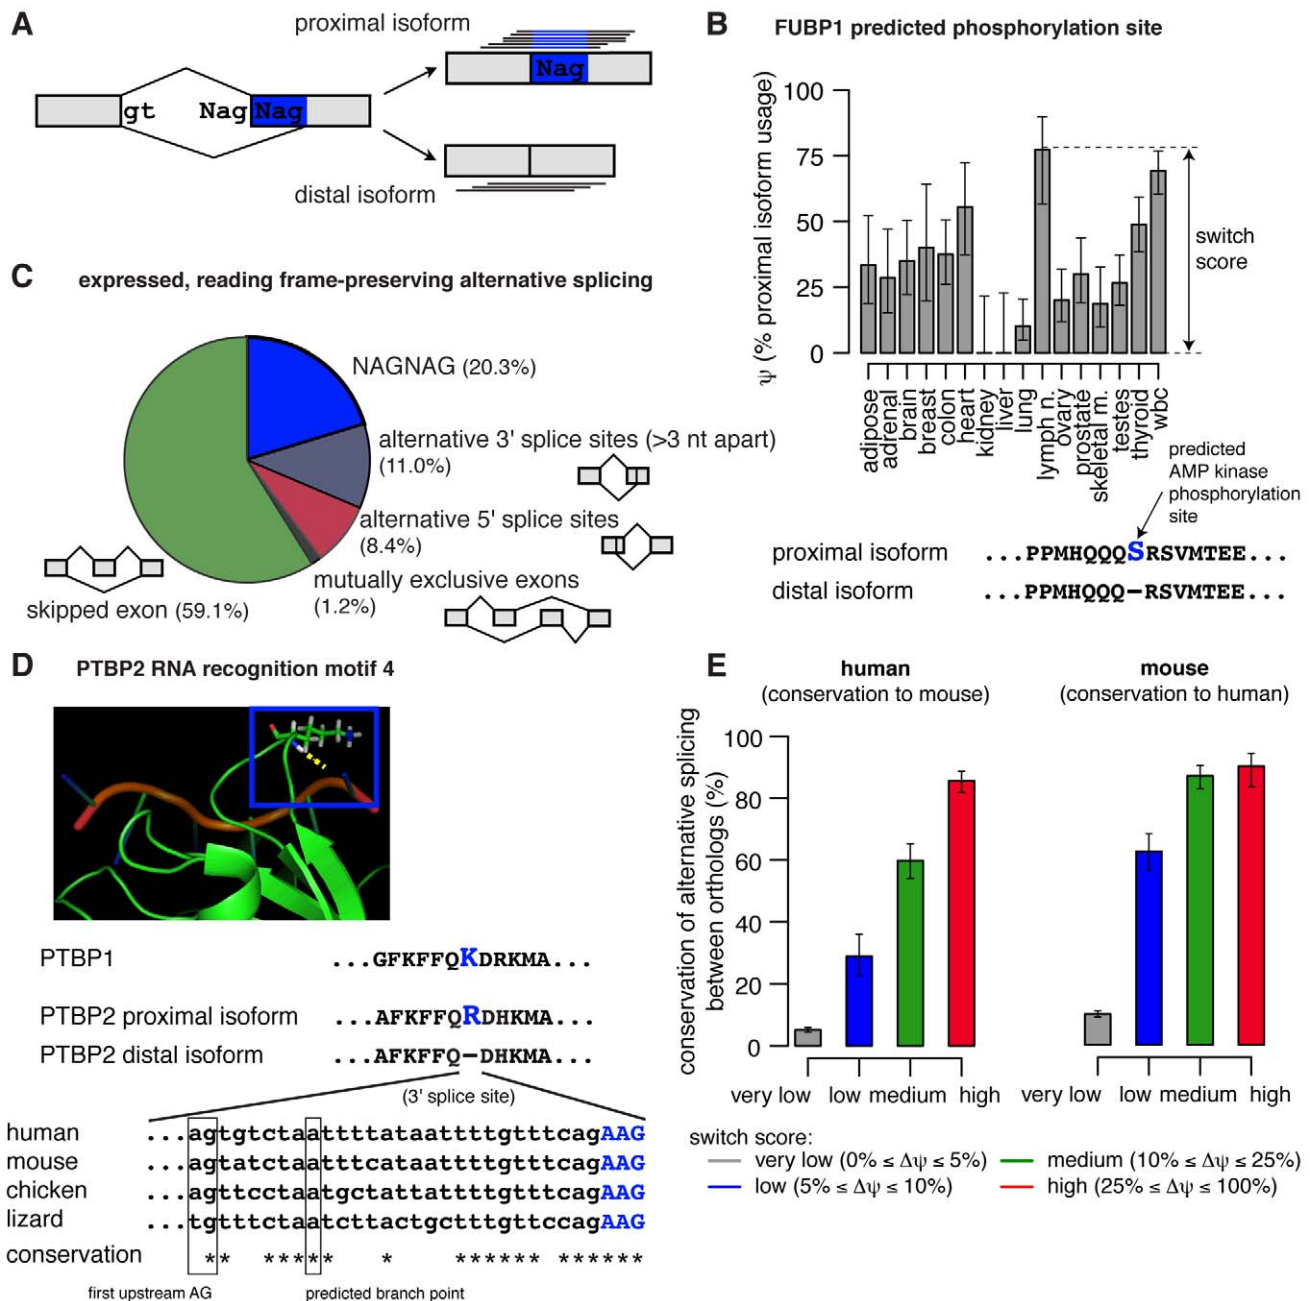 A
proximal isoform
Nag
gt
Nag Nag
distal isoform
B
FUBP1 predicted phosphorylation site
ψ (% proximal isoform usage)
100
75
50
25
0
switch
score
adipose
adrenal
brain
breast
colon
heart
kidney
liver
lung
lymph n.
ovary
prostate
skeletal m.
testes
thyroid
wbc
predicted
AMP kinase
phosphorylation
site
proximal isoform ...PPMHQQQSRSVMTEE...
distal isoform ...PPMHQQQ–RSVMTEE...
C
expressed, reading frame-preserving alternative splicing
NAGNAG (20.3%)
alternative 3' splice sites (>3 nt apart)
(11.0%)
alternative 5' splice sites
(8.4%)
mutually exclusive exons
(1.2%)
skipped exon (59.1%)
D
PTBP2 RNA recognition motif 4
PTBP1 ...GFKFFQKDRKMA...
PTBP2 proximal isoform ...AFKFFQRDHKMA...
PTBP2 distal isoform ...AFKFFQ–DHKMA...
(3' splice site)
human ...agtgtctaattttataattttgtttcagAAG
mouse ...agtatctaatttcataattttgtttcagAAG
chicken ...agttcctaatgctattattttgtttcagAAG
lizard ...tgtttctaatcttactgctttgttccagAAG
conservation ** ***** * ****** ******
first upstream AG
predicted branch point
E
human
(conservation to mouse)
mouse
(conservation to human)
conservation of alternative splicing
between orthologs (%)
100
80
60
40
20
0
very low low medium high
very low low medium high
switch score:
very low (0% ≤ Δψ ≤ 5%)
low (5% ≤ Δψ ≤ 10%)
medium (10% ≤ Δψ ≤ 25%)
high (25% ≤ Δψ ≤ 100%)